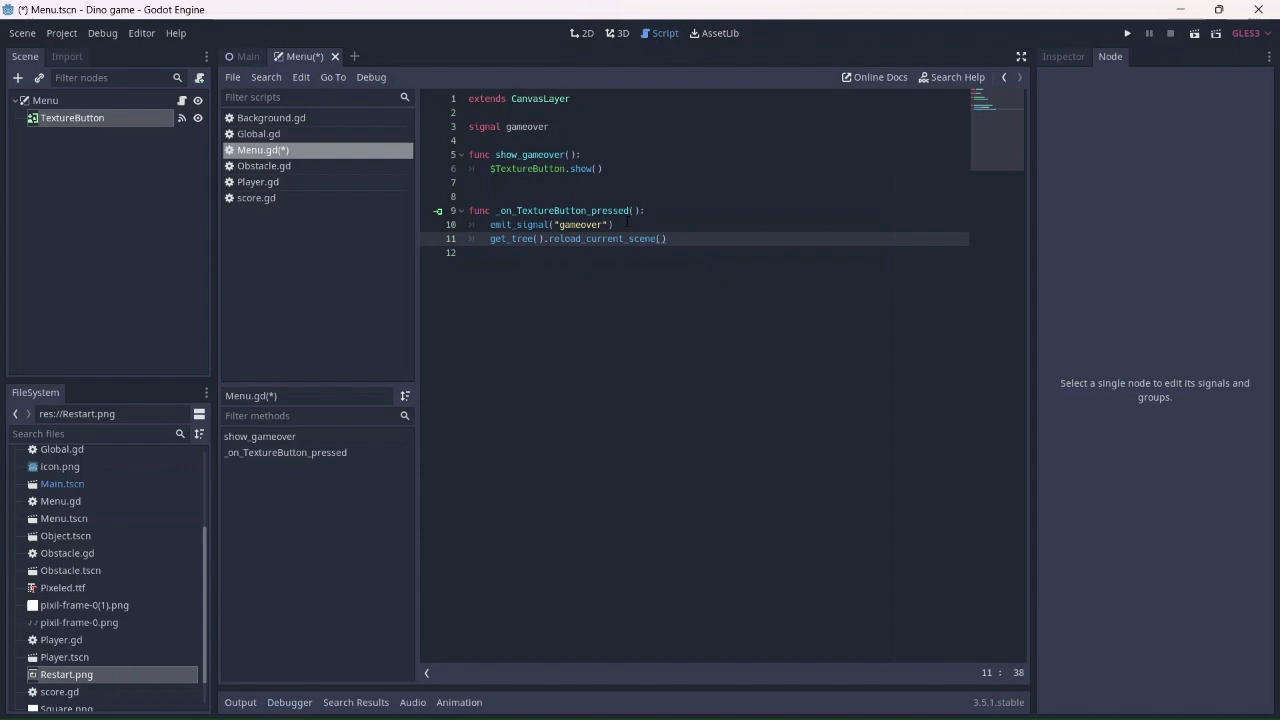 (*) Menu.tscn - Dino game - Godot Engine
Scene Project Debug Editor Help
2D 3D Script AssetLib
GLES3
Scene Import
Filter nodes
Menu
TextureButton
Main Menu(*)
File Search Edit Go To Debug
Online Docs Search Help
Filter scripts
Background.gd
Global.gd
Menu.gd(*)
Obstacle.gd
Player.gd
score.gd
Menu.gd(*)
Filter methods
show_gameover
_on_TextureButton_pressed
1 extends CanvasLayer
2
3 signal gameover
4
5 func show_gameover():
6 $TextureButton.show()
7
8
9 func _on_TextureButton_pressed():
10 emit_signal("gameover")
11 get_tree().reload_current_scene()
12
11 : 38
Inspector Node
Select a single node to edit its signals and
groups.
FileSystem
res://Restart.png
Search files
Global.gd
icon.png
Main.tscn
Menu.gd
Menu.tscn
Object.tscn
Obstacle.gd
Obstacle.tscn
Pixeled.ttf
pixil-frame-0(1).png
pixil-frame-0.png
Player.gd
Player.tscn
Restart.png
score.gd
Square.png
Output Debugger Search Results Audio Animation
3.5.1.stable